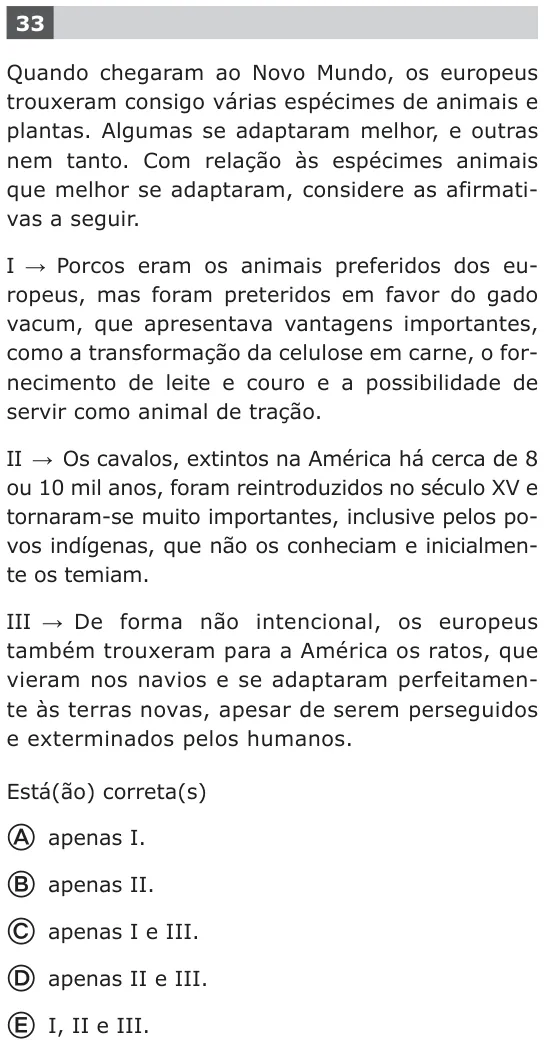 33
Quando chegaram ao Novo Mundo, os europeus
trouxeram consigo várias espécimes de animais e
plantas. Algumas se adaptaram melhor, e outras
nem tanto. Com relação às espécimes animais
que melhor se adaptaram, considere as afirmati-
vas a seguir.
I → Porcos eram os animais preferidos dos eu-
ropeus, mas foram preteridos em favor do gado
vacum, que apresentava vantagens importantes,
como a transformação da celulose em carne, o for-
necimento de leite e couro e a possibilidade de
servir como animal de tração.
II → Os cavalos, extintos na América há cerca de 8
ou 10 mil anos, foram reintroduzidos no século XV e
tornaram-se muito importantes, inclusive pelos po-
vos indígenas, que não os conheciam e inicialmen-
te os temiam.
III → De forma não intencional, os europeus
também trouxeram para a América os ratos, que
vieram nos navios e se adaptaram perfeitamen-
te às terras novas, apesar de serem perseguidos
e exterminados pelos humanos.
Está(ão) correta(s)
A apenas I.
B apenas II.
C apenas I e III.
D apenas II e III.
E I, II e III.